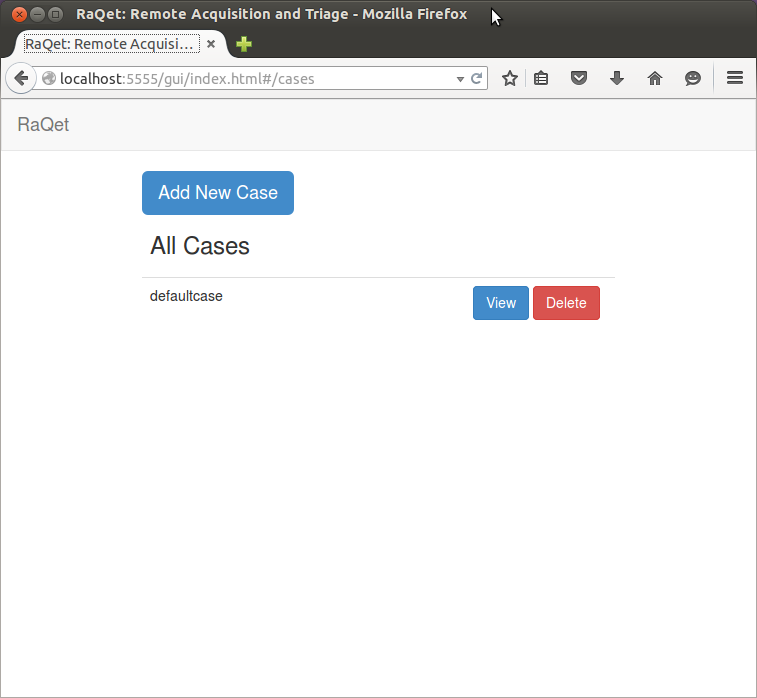 RaQet: Remote Acquisition and Triage - Mozilla Firefox
RaQet: Remote Acquisi...
localhost:5555/gui/index.html#/cases
RaQet
Add New Case
All Cases
defaultcase View Delete